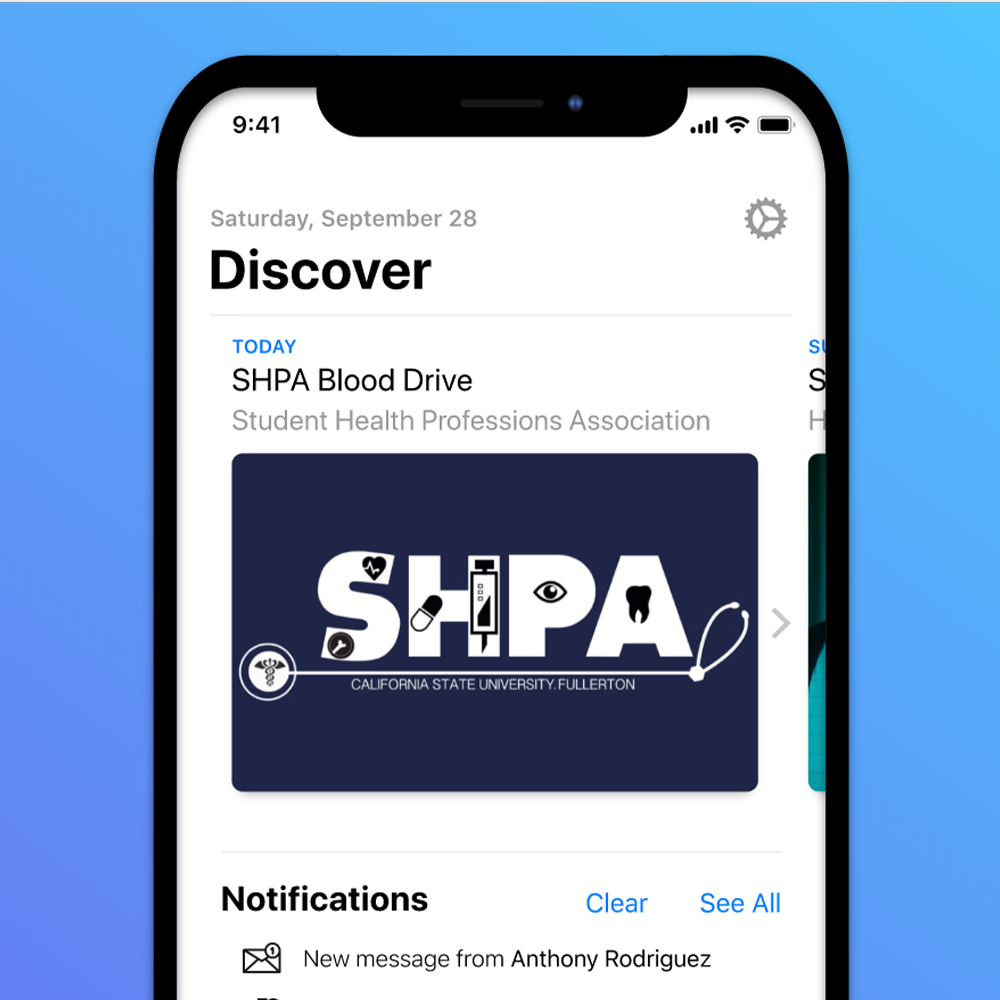 9:41
Saturday, September 28
Discover
TODAY
SHPA Blood Drive
Student Health Professions Association
SHPA
CALIFORNIA STATE UNIVERSITY, FULLERTON
Notifications
Clear See All
1
New message from Anthony Rodriguez